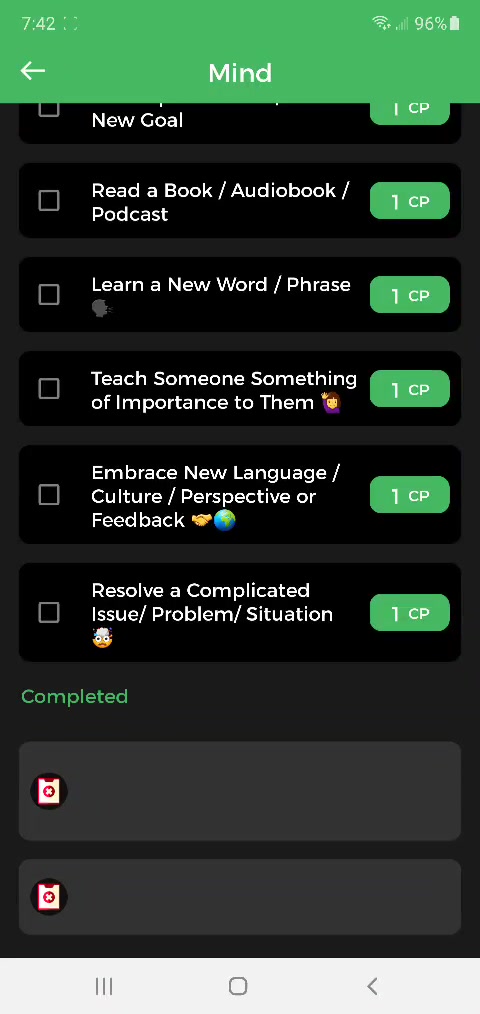 7:42
96%
Mind
New Goal
1 CP
Read a Book / Audiobook /
Podcast
1 CP
Learn a New Word / Phrase
🗣
1 CP
Teach Someone Something
of Importance to Them 🙋‍♀️
1 CP
Embrace New Language /
Culture / Perspective or
Feedback 🤝🌍
1 CP
Resolve a Complicated
Issue/ Problem/ Situation
🤯
1 CP
Completed